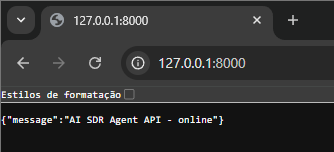 127.0.0.1:8000
127.0.0.1:8000
Estilos de formatação
{"message":"AI SDR Agent API - online"}